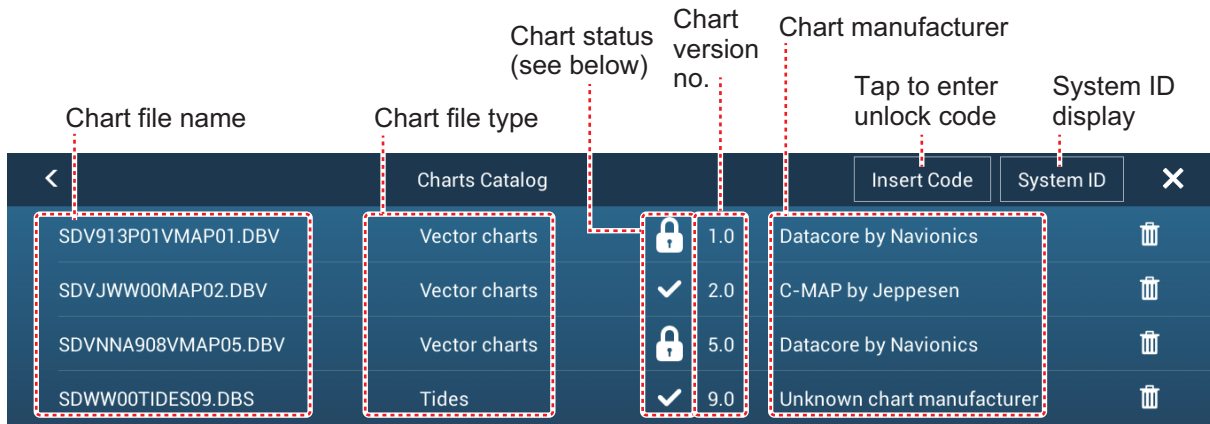 Chart status
(see below)
Chart
version
no.
Chart manufacturer
Tap to enter
unlock code
System ID
display
Chart file name
Chart file type
Charts Catalog
Insert Code
System ID
SDV913P01VMAP01.DBV Vector charts 1.0 Datacore by Navionics
SDVJWW00MAP02.DBV Vector charts 2.0 C-MAP by Jeppesen
SDVNNA908VMAP05.DBV Vector charts 5.0 Datacore by Navionics
SDWW00TIDES09.DBS Tides 9.0 Unknown chart manufacturer